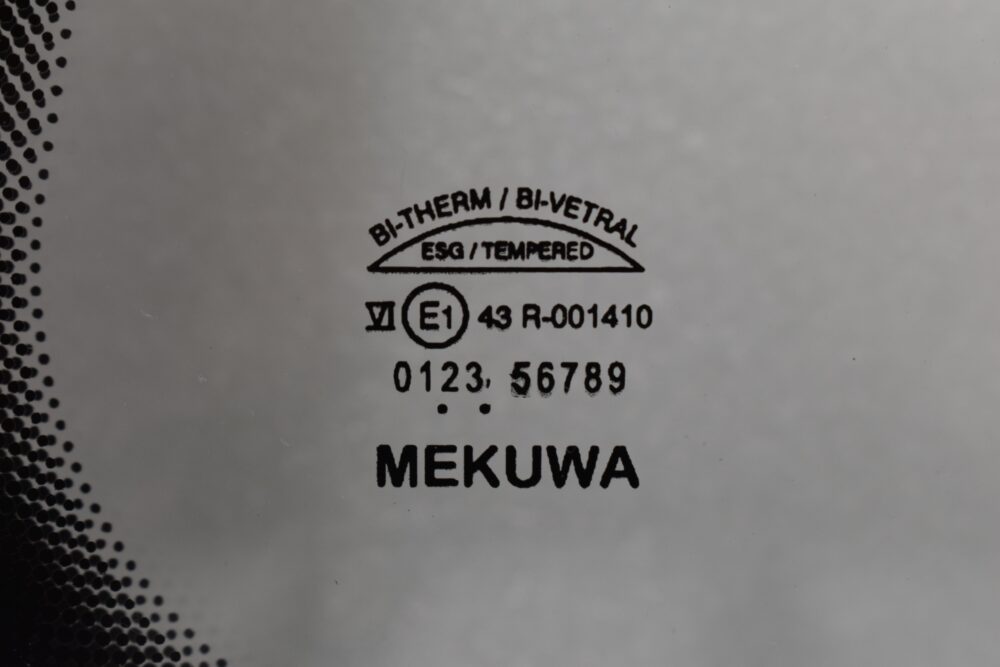 BI-THERM / BI-VETRAL
ESG / TEMPERED
VI E1 43 R-001410
0123 56789
MEKUWA